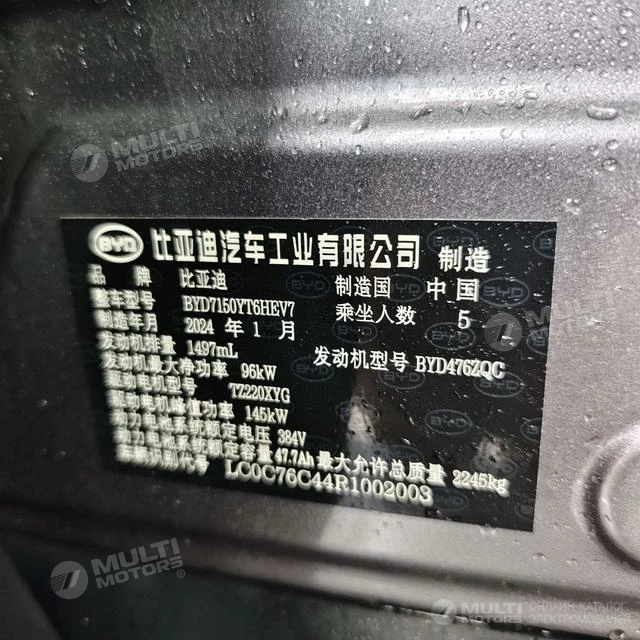 MULTI MOTORS
BYD 比亚迪汽车工业有限公司 制造
品牌 比亚迪 制造国 中国
整车型号 BYD7150YT6HEV7 乘坐人数 5
制造年月 2024 年 1 月
发动机排量 1497mL 发动机型号 BYD476ZQC
发动机最大净功率 96kW
驱动电机型号 TZ220XYG
驱动电机峰值功率 145kW
动力电池系统额定电压 384V
动力电池系统额定容量 47.7Ah 最大允许总质量 2245kg
车辆识别代号 LC0C76C44R1002003
MULTI MOTORS
MULTI MOTORS
MULTI MOTORS ОНЛАЙН-КАТАЛОГ ЭЛЕКТРОМОБИЛЕЙ